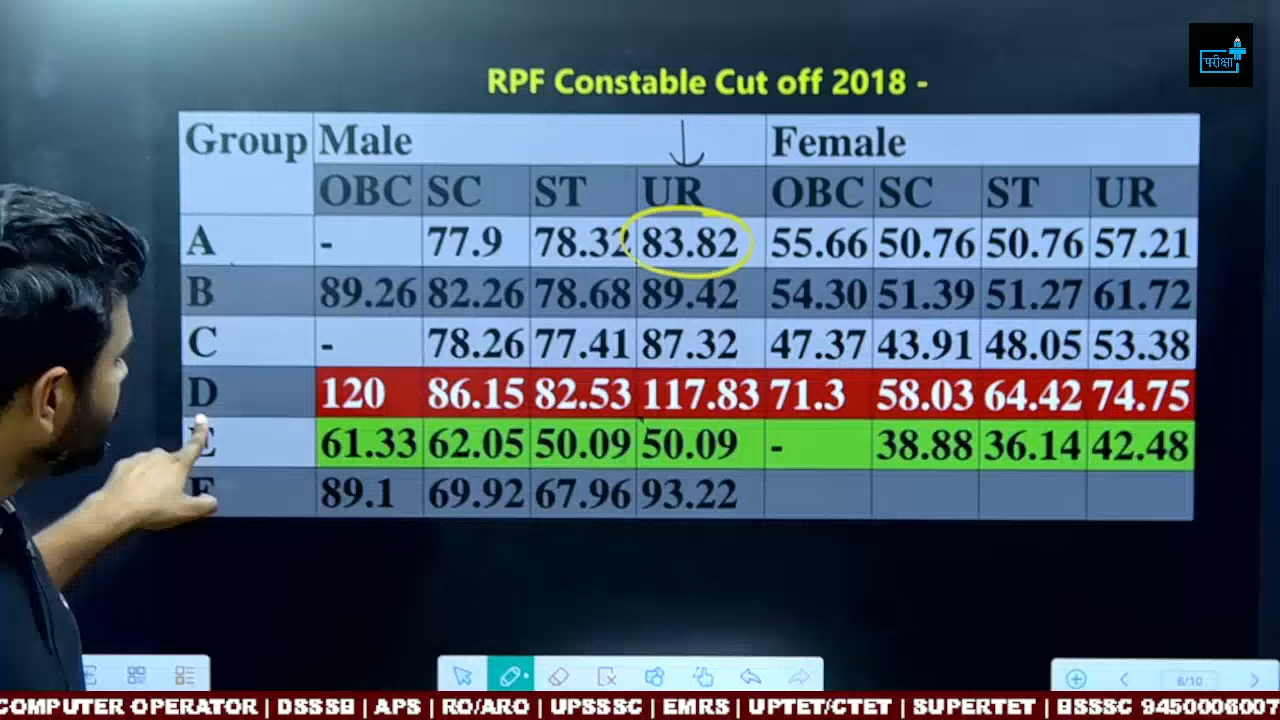 परीक्षा
RPF Constable Cut off 2018 -
Group Male Female
OBC SC ST UR OBC SC ST UR
A - 77.9 78.32 83.82 55.66 50.76 50.76 57.21
B 89.26 82.26 78.68 89.42 54.30 51.39 51.27 61.72
C - 78.26 77.41 87.32 47.37 43.91 48.05 53.38
D 120 86.15 82.53 117.83 71.3 58.03 64.42 74.75
E 61.33 62.05 50.09 50.09 - 38.88 36.14 42.48
F 89.1 69.92 67.96 93.22
6/10
COMPUTER OPERATOR | DSSSB | APS | RO/ARO | UPSSSC | EMRS | UPTET/CTET | SUPERTET | BSSSC 9450006007